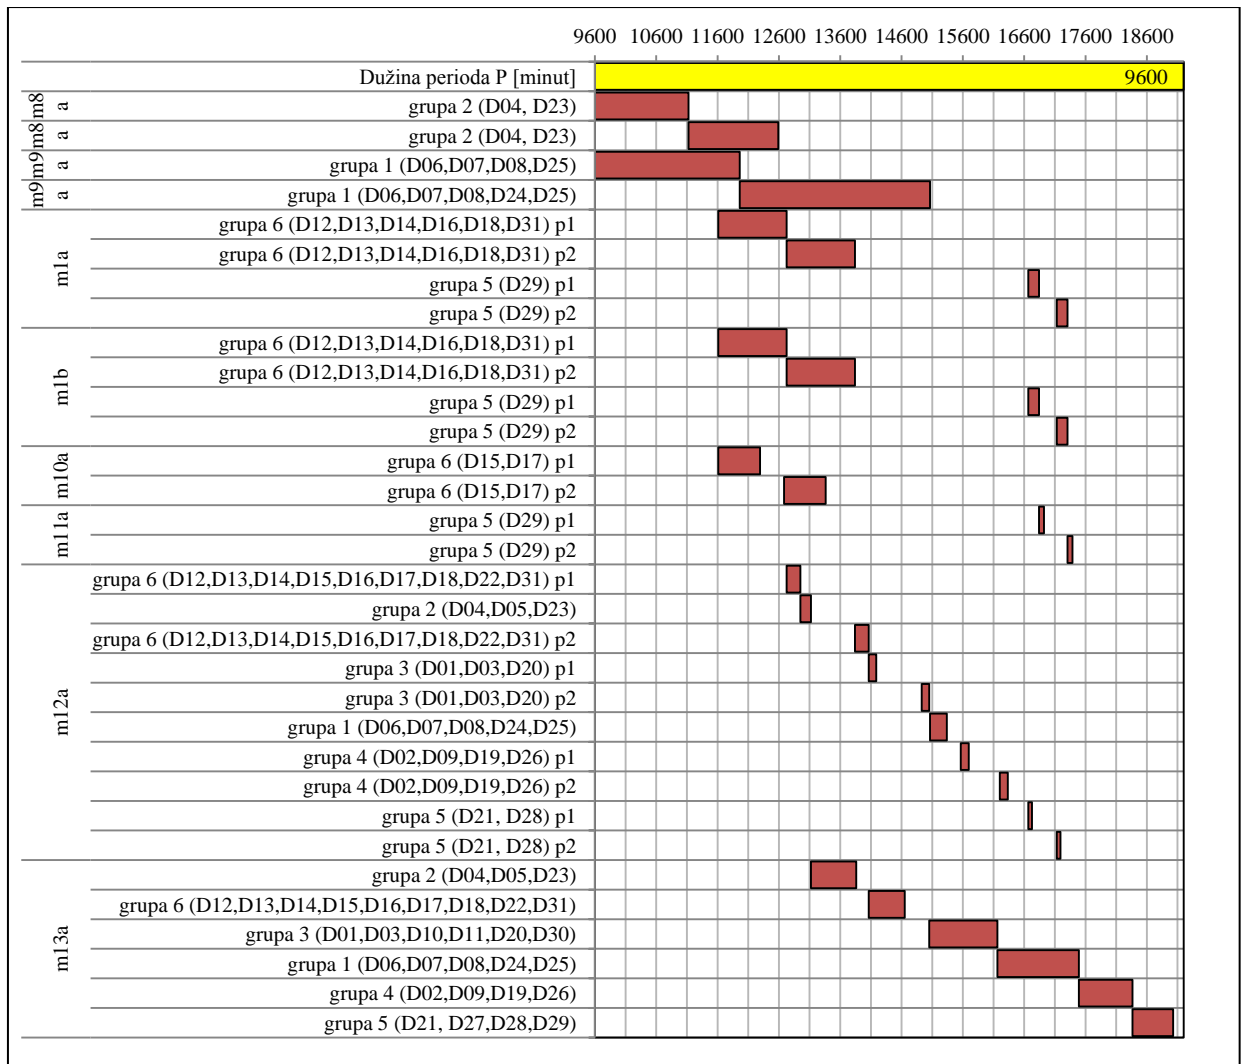 9600 10600 11600 12600 13600 14600 15600 16600 17600 18600
Dužina perioda P [minut] 9600
m8 a grupa 2 (D04, D23)
m8 a grupa 2 (D04, D23)
m9 a grupa 1 (D06,D07,D08,D25)
m9 a grupa 1 (D06,D07,D08,D24,D25)
m1a
grupa 6 (D12,D13,D14,D16,D18,D31) p1
grupa 6 (D12,D13,D14,D16,D18,D31) p2
grupa 5 (D29) p1
grupa 5 (D29) p2
m1b
grupa 6 (D12,D13,D14,D16,D18,D31) p1
grupa 6 (D12,D13,D14,D16,D18,D31) p2
grupa 5 (D29) p1
grupa 5 (D29) p2
m10a
grupa 6 (D15,D17) p1
grupa 6 (D15,D17) p2
m11a
grupa 5 (D29) p1
grupa 5 (D29) p2
m12a
grupa 6 (D12,D13,D14,D15,D16,D17,D18,D22,D31) p1
grupa 2 (D04,D05,D23)
grupa 6 (D12,D13,D14,D15,D16,D17,D18,D22,D31) p2
grupa 3 (D01,D03,D20) p1
grupa 3 (D01,D03,D20) p2
grupa 1 (D06,D07,D08,D24,D25)
grupa 4 (D02,D09,D19,D26) p1
grupa 4 (D02,D09,D19,D26) p2
grupa 5 (D21, D28) p1
grupa 5 (D21, D28) p2
m13a
grupa 2 (D04,D05,D23)
grupa 6 (D12,D13,D14,D15,D16,D17,D18,D22,D31)
grupa 3 (D01,D03,D10,D11,D20,D30)
grupa 1 (D06,D07,D08,D24,D25)
grupa 4 (D02,D09,D19,D26)
grupa 5 (D21, D27,D28,D29)